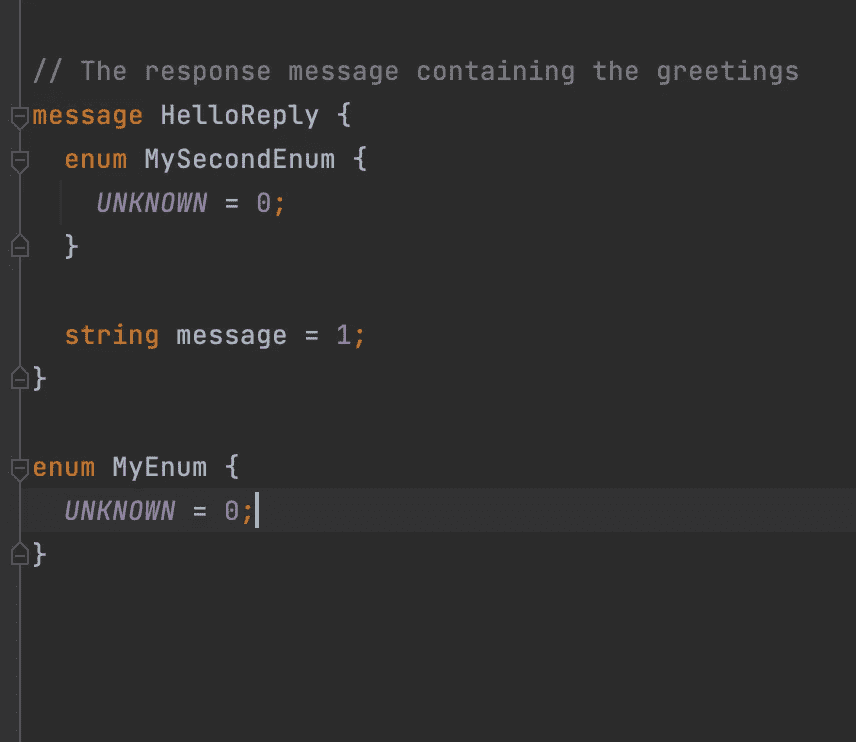 // The response message containing the greetings
message HelloReply {
  enum MySecondEnum {
    UNKNOWN = 0;
  }
  string message = 1;
}
enum MyEnum {
  UNKNOWN = 0;
}